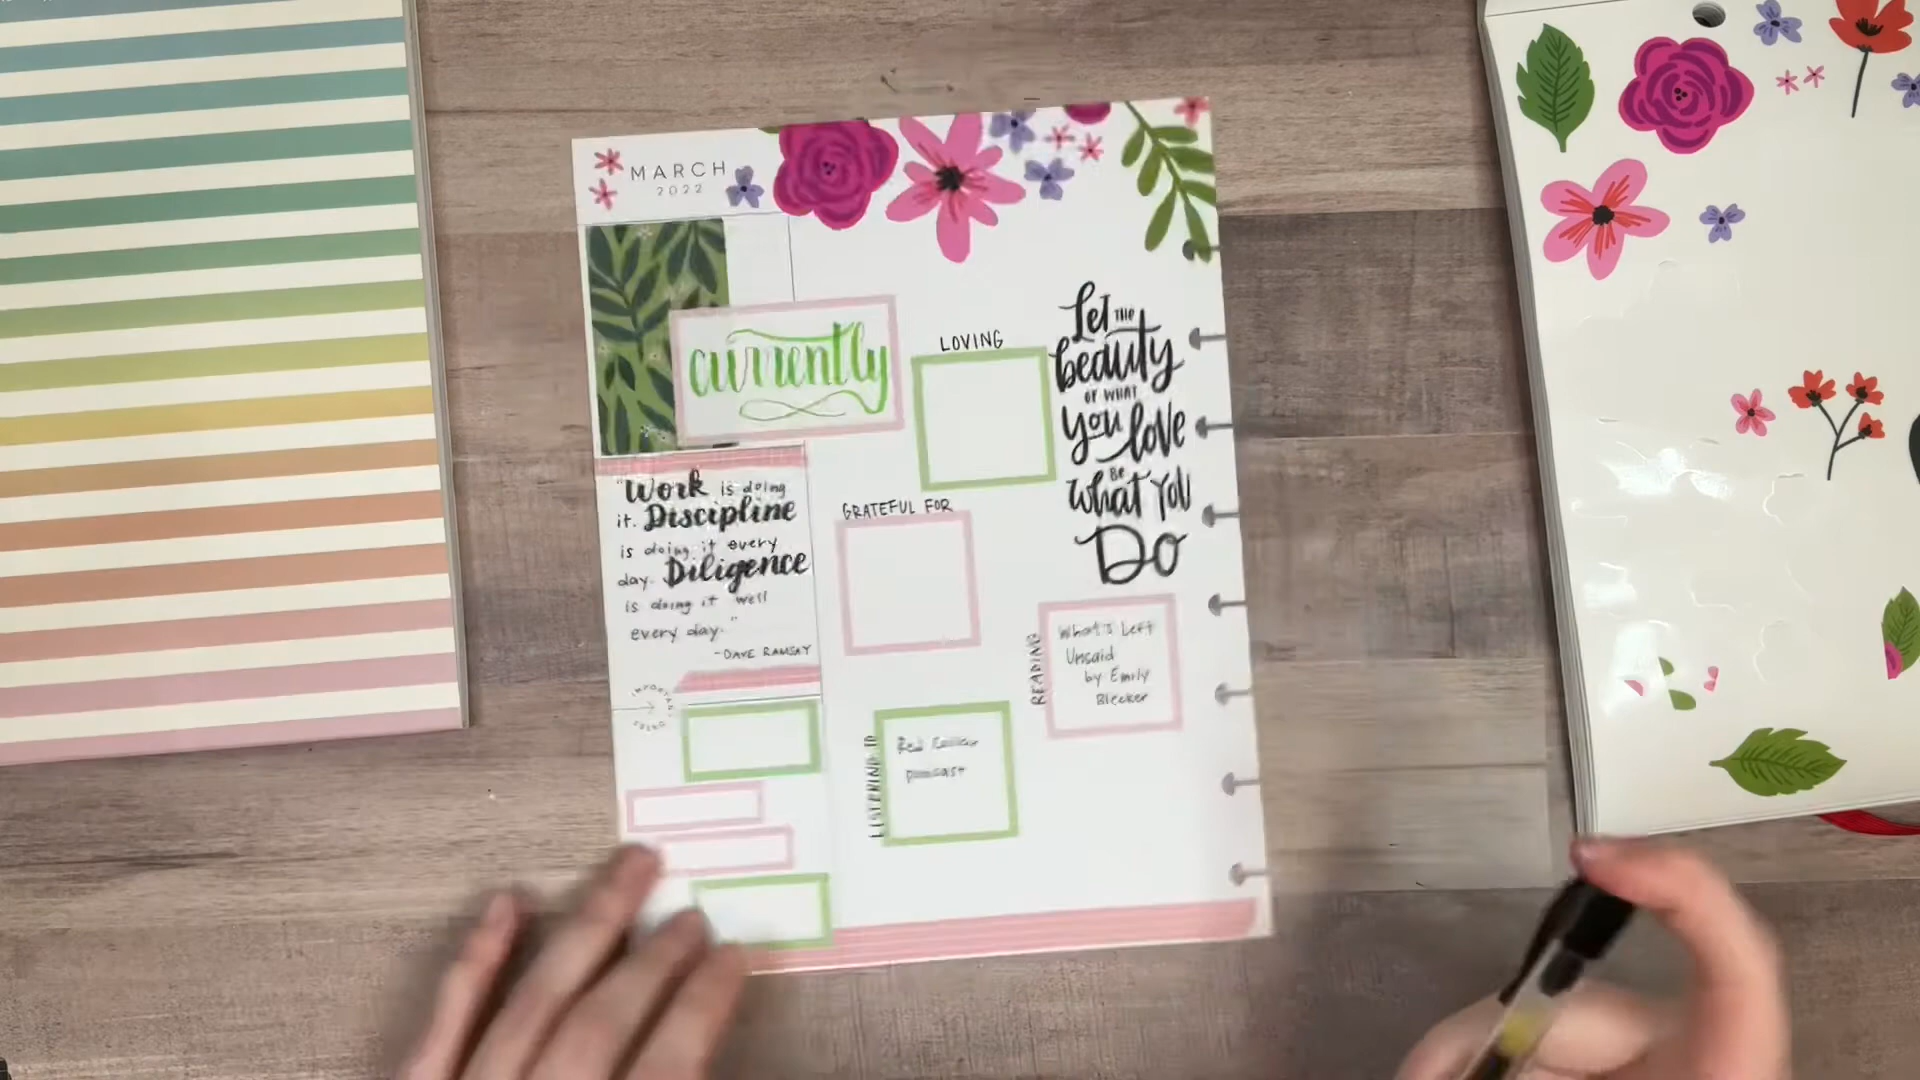 MARCH
2022
currently
LOVING
Let THE
beauty
OF WHAT
you love
BE
what you
Do
"Work is doing
it. Discipline
is doing it every
day. Diligence
is doing it well
every day."
-DAVE RAMSAY
GRATEFUL FOR
IMPORTANT
READING
What's Left
Unsaid
by Emily
Bleeker
LISTENING TO
Red
podcast